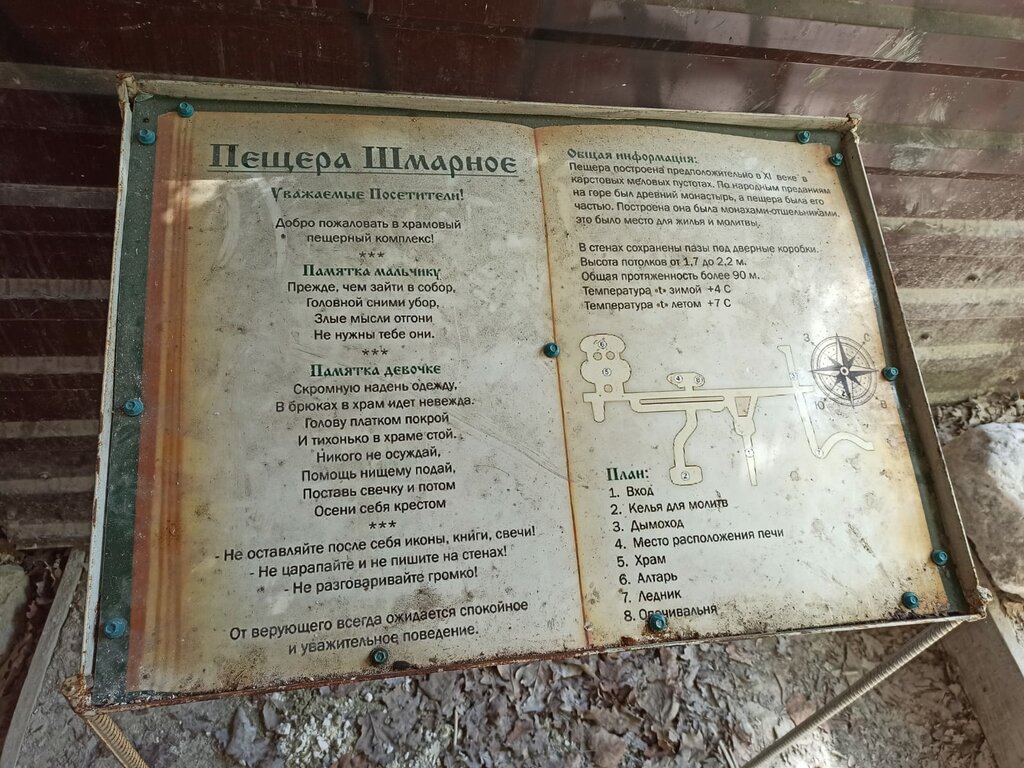 Пещера Шмарное
Уважаемые Посетители!
Добро пожаловать в храмовый
пещерный комплекс!
***
Памятка мальчику
Прежде, чем зайти в собор,
Головной сними убор,
Злые мысли отгони
Не нужны тебе они.
***
Памятка девочке
Скромную надень одежду,
В брюках в храм идет невежда.
Голову платком покрой
И тихонько в храме стой.
Никого не осуждай,
Помощь нищему подай,
Поставь свечку и потом
Осени себя крестом
***
- Не оставляйте после себя иконы, книги, свечи!
- Не царапайте и не пишите на стенах!
- Не разговаривайте громко!
От верующего всегда ожидается спокойное
и уважительное поведение.
Общая информация:
Пещера построена предположительно в XI веке в
карстовых меловых пустотах. По народным преданиям
на горе был древний монастырь, а пещера была его
частью. Построена она была монахами-отшельниками,
это было место для жилья и молитвы.
В стенах сохранены пазы под дверные коробки.
Высота потолков от 1,7 до 2,2 м.
Общая протяженность более 90 м.
Температура «t» зимой +4 С
Температура «t» летом +7 С
6
5
4
8
2
3
З
Ю
В
План:
1. Вход
2. Келья для молитв
3. Дымоход
4. Место расположения печи
5. Храм
6. Алтарь
7. Ледник
8. Опочивальня